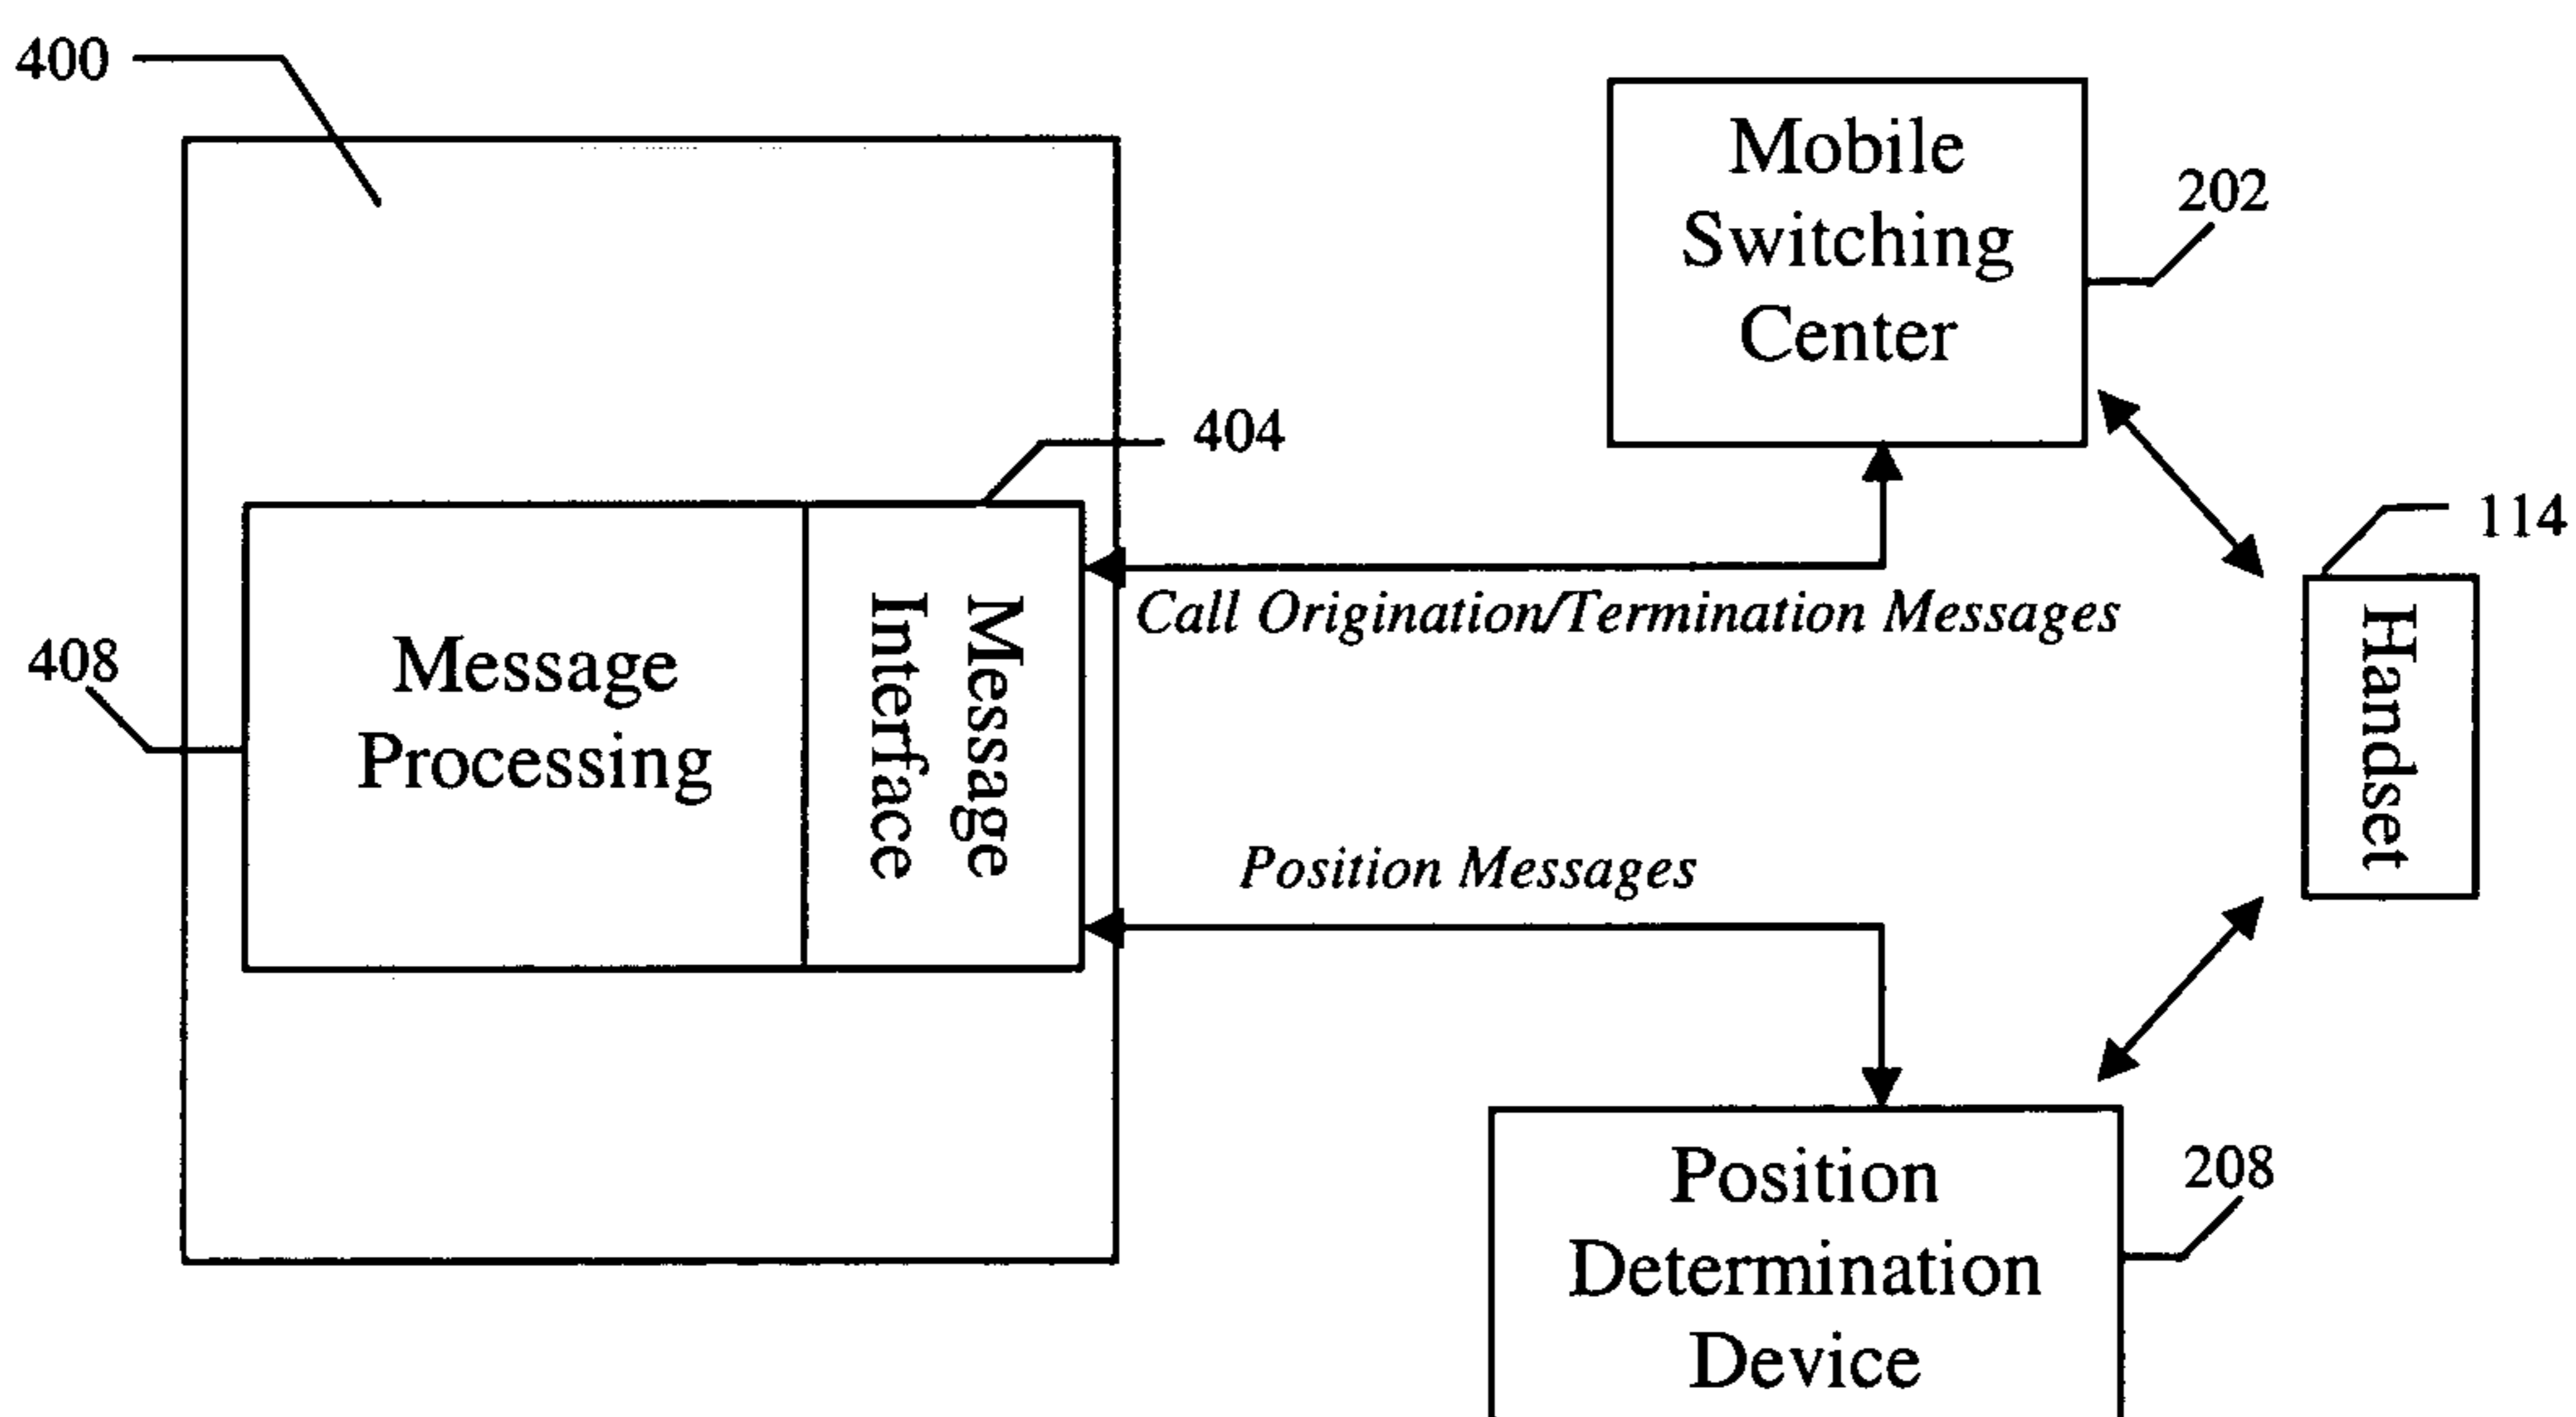 400
Mobile
Switching
Center
202
404
114
Call Origination/Termination Messages
408
Message
Processing
Message
Interface
Handset
Position Messages
Position
Determination
Device
208